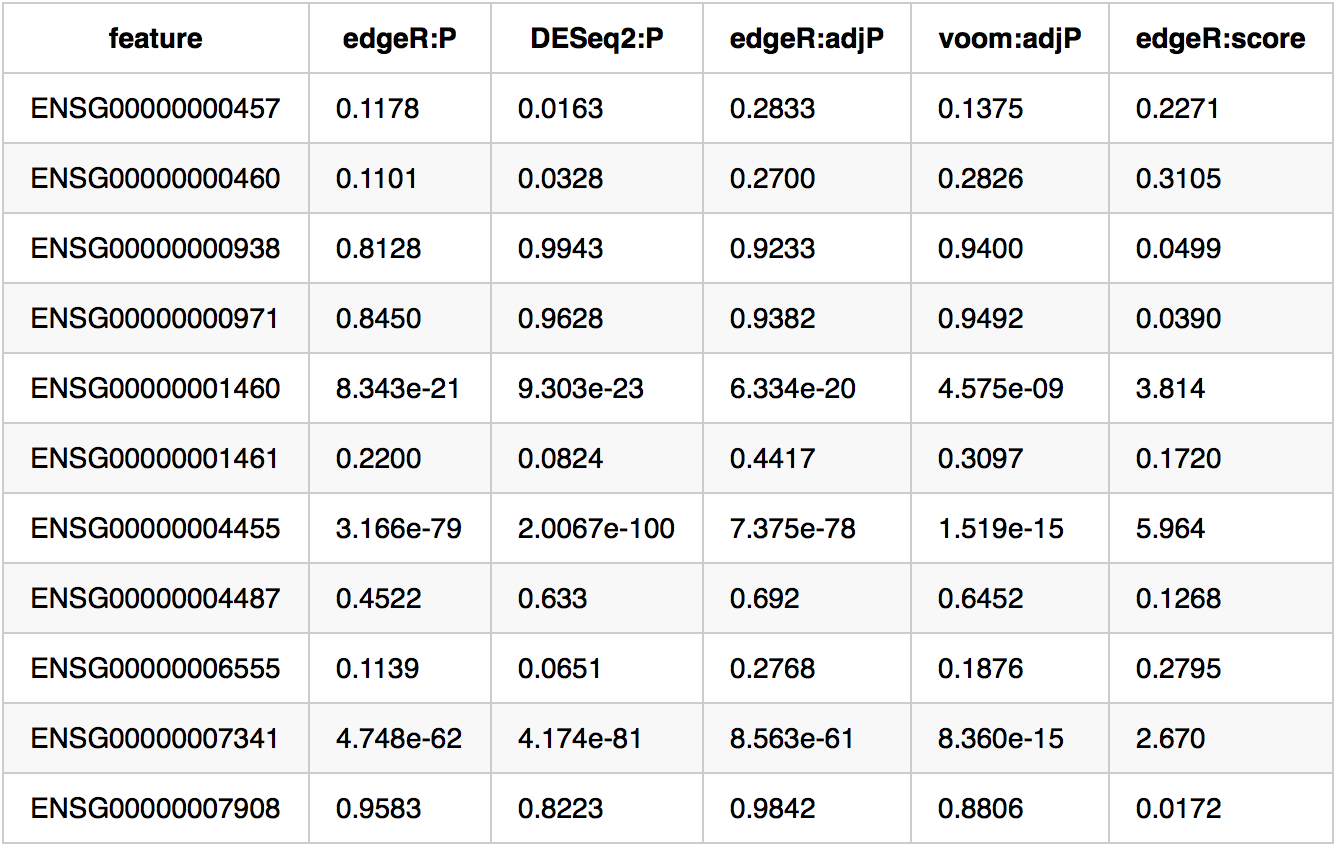 feature edgeR:P DESeq2:P edgeR:adjP voom:adjP edgeR:score
ENSG00000000457 0.1178 0.0163 0.2833 0.1375 0.2271
ENSG00000000460 0.1101 0.0328 0.2700 0.2826 0.3105
ENSG00000000938 0.8128 0.9943 0.9233 0.9400 0.0499
ENSG00000000971 0.8450 0.9628 0.9382 0.9492 0.0390
ENSG00000001460 8.343e-21 9.303e-23 6.334e-20 4.575e-09 3.814
ENSG00000001461 0.2200 0.0824 0.4417 0.3097 0.1720
ENSG00000004455 3.166e-79 2.0067e-100 7.375e-78 1.519e-15 5.964
ENSG00000004487 0.4522 0.633 0.692 0.6452 0.1268
ENSG00000006555 0.1139 0.0651 0.2768 0.1876 0.2795
ENSG00000007341 4.748e-62 4.174e-81 8.563e-61 8.360e-15 2.670
ENSG00000007908 0.9583 0.8223 0.9842 0.8806 0.0172